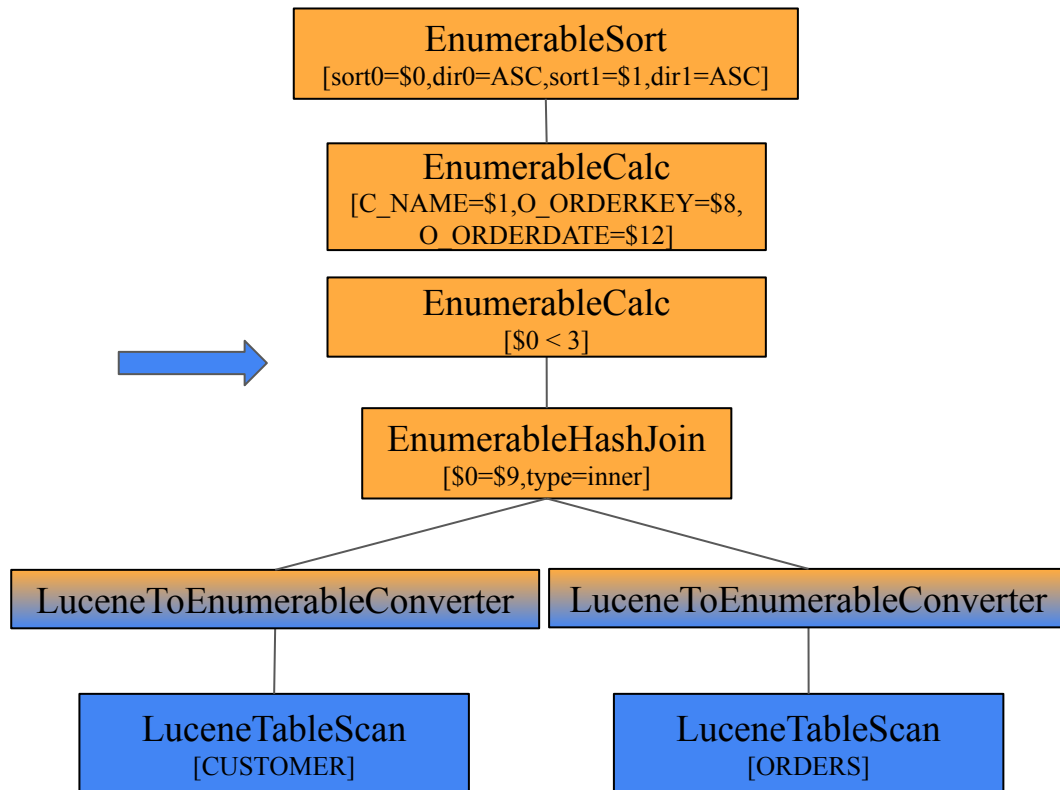 EnumerableSort
[sort0=$0,dir0=ASC,sort1=$1,dir1=ASC]
EnumerableCalc
[C_NAME=$1,O_ORDERKEY=$8,
O_ORDERDATE=$12]
EnumerableCalc
[$0 < 3]
EnumerableHashJoin
[$0=$9,type=inner]
LuceneToEnumerableConverter
LuceneToEnumerableConverter
LuceneTableScan
[CUSTOMER]
LuceneTableScan
[ORDERS]